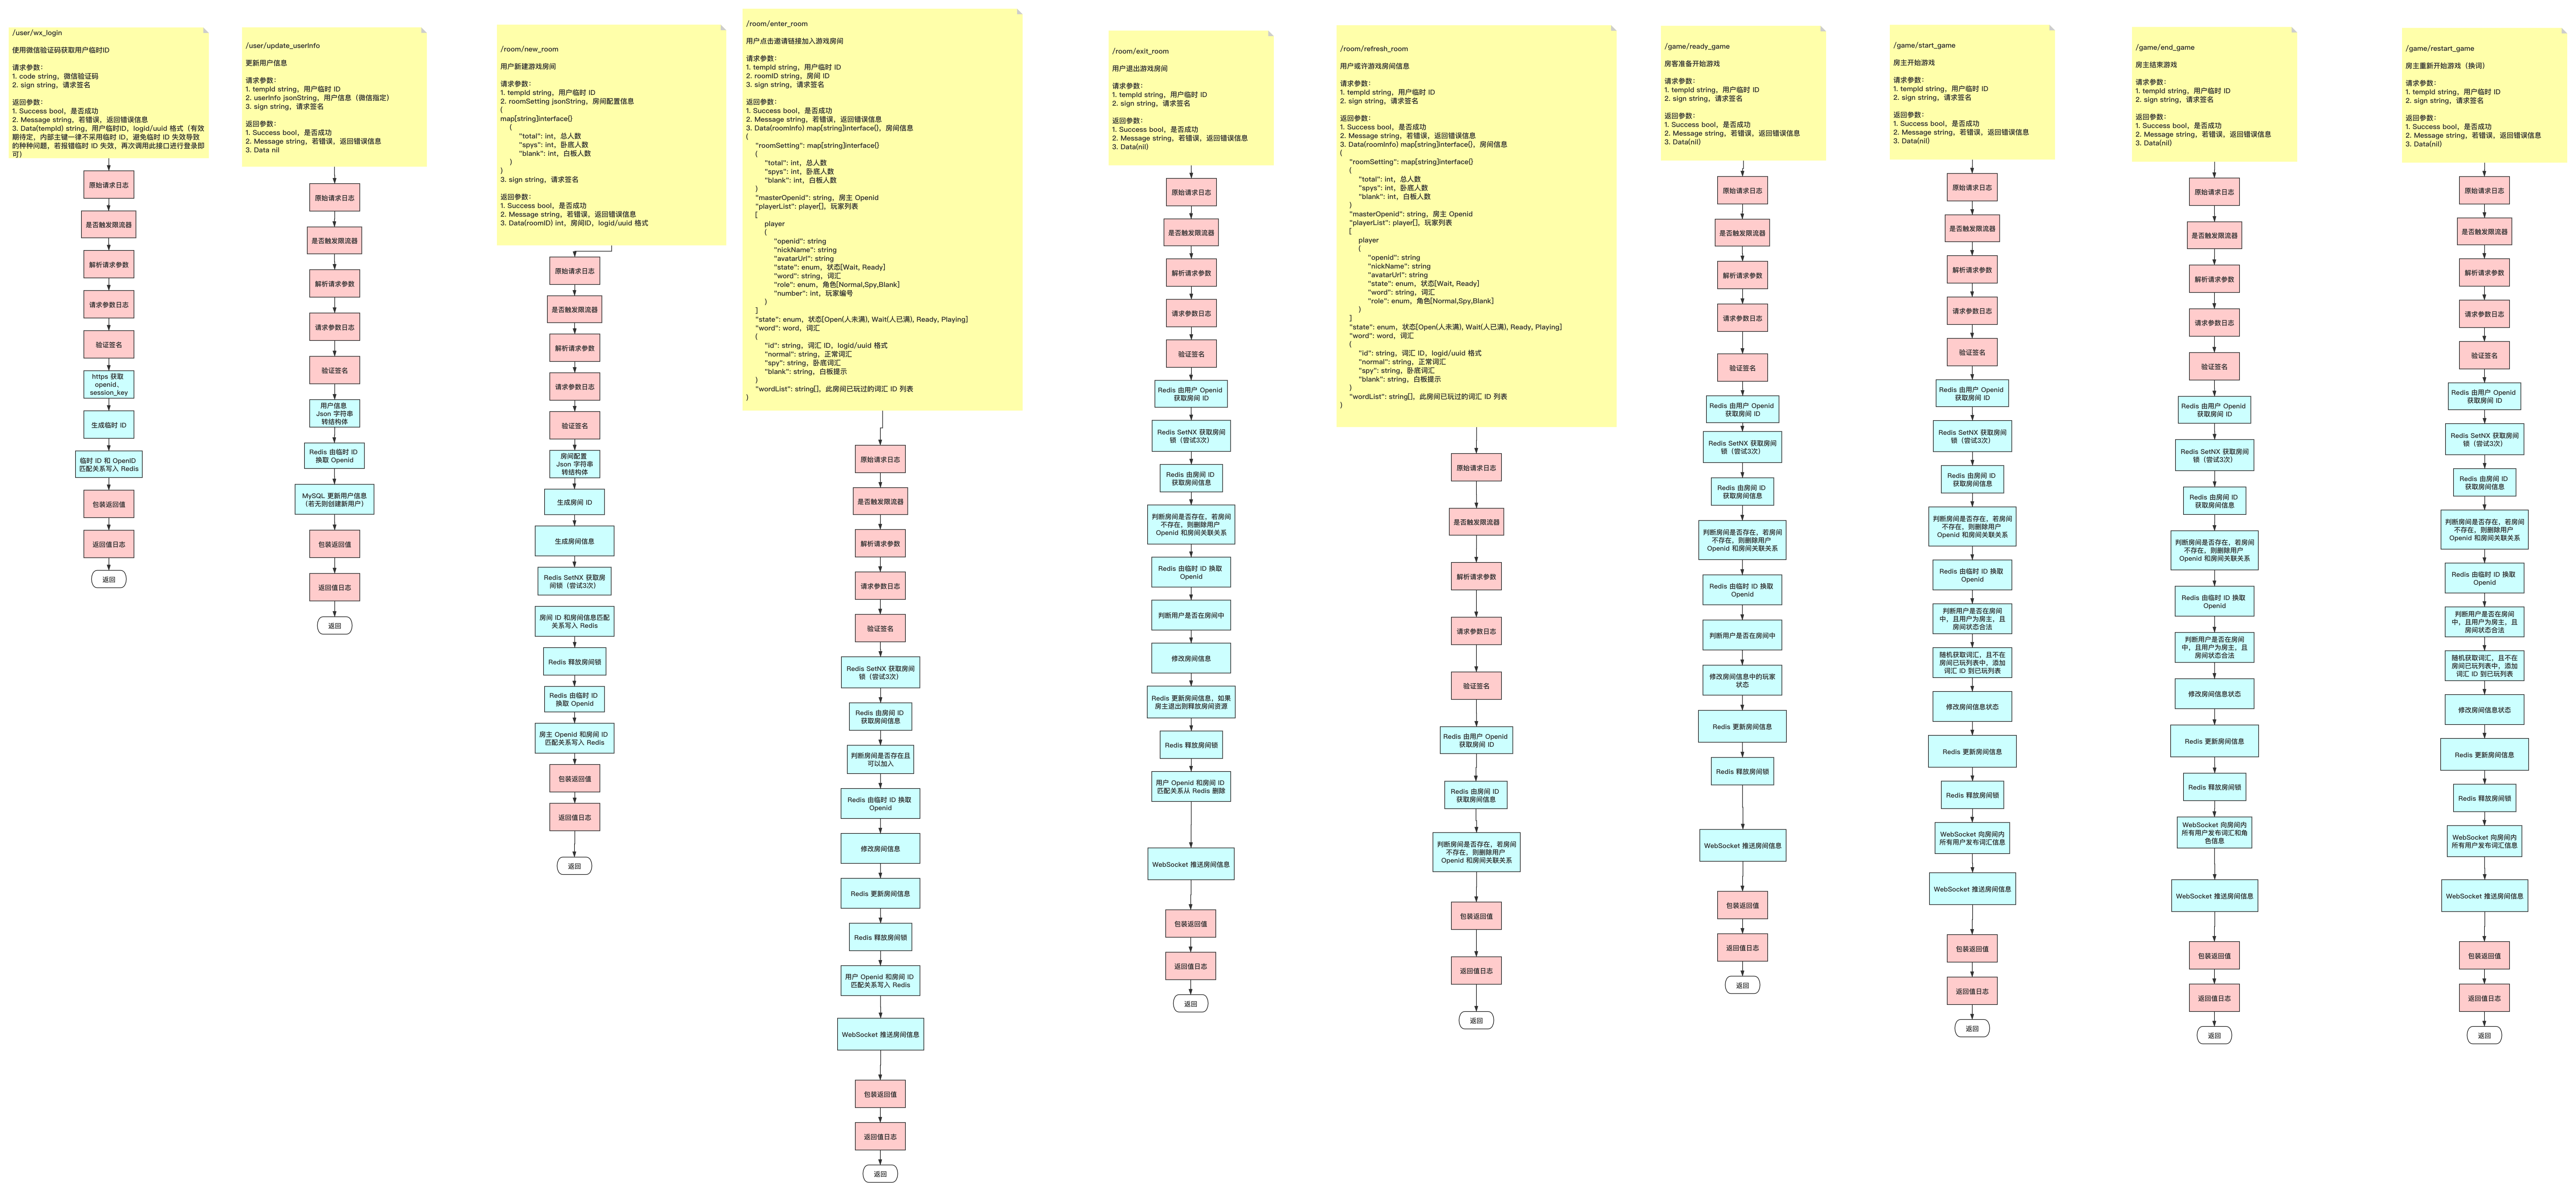 /user/wx_login
使用微信验证码获取用户临时ID
请求参数：
1. code string，微信验证码
2. sign string，请求签名
返回参数：
1. Success bool，是否成功
2. Message string，若错误，返回错误信息
3. Data(tempId) string，用户临时ID，logid/uuid 格式（有效
期待定，内部主键一律不采用临时 ID，避免临时 ID 失效导致
的种种问题，若报错临时 ID 失效，再次调用此接口进行登录即
可）
原始请求日志
是否触发限流器
解析请求参数
请求参数日志
验证签名
https 获取
openid、
session_key
生成临时 ID
临时 ID 和 OpenID
匹配关系写入 Redis
包装返回值
返回值日志
返回
/user/update_userInfo
更新用户信息
请求参数：
1. tempId string，用户临时 ID
2. userInfo jsonString，用户信息（微信指定）
3. sign string，请求签名
返回参数：
1. Success bool，是否成功
2. Message string，若错误，返回错误信息
3. Data nil
原始请求日志
是否触发限流器
解析请求参数
请求参数日志
验证签名
用户信息
Json 字符串
转结构体
Redis 由临时 ID
换取 Openid
MySQL 更新用户信息
（若无则创建新用户）
包装返回值
返回值日志
返回
/room/new_room
用户新建游戏房间
请求参数：
1. tempId string，用户临时 ID
2. roomSetting jsonString，房间配置信息
(
map[string]interface{}
(
"total": int，总人数
"spys": int，卧底人数
"blank": int，白板人数
)
)
3. sign string，请求签名
返回参数：
1. Success bool，是否成功
2. Message string，若错误，返回错误信息
3. Data(roomID) int，房间ID，logid/uuid 格式
原始请求日志
是否触发限流器
解析请求参数
请求参数日志
验证签名
房间配置
Json 字符串
转结构体
生成房间 ID
生成房间信息
Redis SetNX 获取房
间锁（尝试3次）
房间 ID 和房间信息匹配
关系写入 Redis
Redis 释放房间锁
Redis 由临时 ID
换取 Openid
房主 Openid 和房间 ID
匹配关系写入 Redis
包装返回值
返回值日志
返回
/room/enter_room
用户点击邀请链接加入游戏房间
请求参数：
1. tempId string，用户临时 ID
2. roomID string，房间 ID
3. sign string，请求签名
返回参数：
1. Success bool，是否成功
2. Message string，若错误，返回错误信息
3. Data(roomInfo) map[string]interface{}，房间信息
(
"roomSetting": map[string]interface{}
(
"total": int，总人数
"spys": int，卧底人数
"blank": int，白板人数
)
"masterOpenid": string，房主 Openid
"playerList": player[]，玩家列表
[
player
(
"openid": string
"nickName": string
"avatarUrl": string
"state": enum，状态[Wait, Ready]
"word": string，词汇
"role": enum，角色[Normal,Spy,Blank]
"number": int，玩家编号
)
]
"state": enum，状态[Open(人未满), Wait(人已满), Ready, Playing]
"word": word，词汇
(
"id": string，词汇 ID，logid/uuid 格式
"normal": string，正常词汇
"spy": string，卧底词汇
"blank": string，白板提示
)
"wordList": string[]，此房间已玩过的词汇 ID 列表
)
原始请求日志
是否触发限流器
解析请求参数
请求参数日志
验证签名
Redis SetNX 获取房间
锁（尝试3次）
Redis 由房间 ID
获取房间信息
判断房间是否存在且
可以加入
Redis 由临时 ID 换取
Openid
修改房间信息
Redis 更新房间信息
Redis 释放房间锁
用户 Openid 和房间 ID
匹配关系写入 Redis
WebSocket 推送房间信息
包装返回值
返回值日志
返回
/room/exit_room
用户退出游戏房间
请求参数：
1. tempId string，用户临时 ID
2. sign string，请求签名
返回参数：
1. Success bool，是否成功
2. Message string，若错误，返回错误信息
3. Data(nil)
原始请求日志
是否触发限流器
解析请求参数
请求参数日志
验证签名
Redis 由用户 Openid
获取房间 ID
Redis SetNX 获取房间
锁（尝试3次）
Redis 由房间 ID
获取房间信息
判断房间是否存在，若房间
不存在，则删除用户
Openid 和房间关联关系
Redis 由临时 ID 换取
Openid
判断用户是否在房间中
修改房间信息
Redis 更新房间信息，如果
房主退出则释放房间资源
Redis 释放房间锁
用户 Openid 和房间 ID
匹配关系从 Redis 删除
WebSocket 推送房间信息
包装返回值
返回值日志
返回
/room/refresh_room
用户或许游戏房间信息
请求参数：
1. tempId string，用户临时 ID
2. sign string，请求签名
返回参数：
1. Success bool，是否成功
2. Message string，若错误，返回错误信息
3. Data(roomInfo) map[string]interface{}，房间信息
(
"roomSetting": map[string]interface{}
(
"total": int，总人数
"spys": int，卧底人数
"blank": int，白板人数
)
"masterOpenid": string，房主 Openid
"playerList": player[]，玩家列表
[
player
(
"openid": string
"nickName": string
"avatarUrl": string
"state": enum，状态[Wait, Ready]
"word": string，词汇
"role": enum，角色[Normal,Spy,Blank]
)
]
"state": enum，状态[Open(人未满), Wait(人已满), Ready, Playing]
"word": word，词汇
(
"id": string，词汇 ID，logid/uuid 格式
"normal": string，正常词汇
"spy": string，卧底词汇
"blank": string，白板提示
)
"wordList": string[]，此房间已玩过的词汇 ID 列表
)
原始请求日志
是否触发限流器
解析请求参数
请求参数日志
验证签名
Redis 由用户 Openid
获取房间 ID
Redis 由房间 ID
获取房间信息
判断房间是否存在，若房间
不存在，则删除用户
Openid 和房间关联关系
包装返回值
返回值日志
返回
/game/ready_game
房客准备开始游戏
请求参数：
1. tempId string，用户临时 ID
2. sign string，请求签名
返回参数：
1. Success bool，是否成功
2. Message string，若错误，返回错误信息
3. Data(nil)
原始请求日志
是否触发限流器
解析请求参数
请求参数日志
验证签名
Redis 由用户 Openid
获取房间 ID
Redis SetNX 获取房间
锁（尝试3次）
Redis 由房间 ID
获取房间信息
判断房间是否存在，若房间
不存在，则删除用户
Openid 和房间关联关系
Redis 由临时 ID 换取
Openid
判断用户是否在房间中
修改房间信息中的玩家
状态
Redis 更新房间信息
Redis 释放房间锁
WebSocket 推送房间信息
包装返回值
返回值日志
返回
/game/start_game
房主开始游戏
请求参数：
1. tempId string，用户临时 ID
2. sign string，请求签名
返回参数：
1. Success bool，是否成功
2. Message string，若错误，返回错误信息
3. Data(nil)
原始请求日志
是否触发限流器
解析请求参数
请求参数日志
验证签名
Redis 由用户 Openid
获取房间 ID
Redis SetNX 获取房间
锁（尝试3次）
Redis 由房间 ID
获取房间信息
判断房间是否存在，若房间
不存在，则删除用户
Openid 和房间关联关系
Redis 由临时 ID 换取
Openid
判断用户是否在房间
中，且用户为房主，且
房间状态合法
随机获取词汇，且不在
房间已玩列表中，添加
词汇 ID 到已玩列表
修改房间信息状态
Redis 更新房间信息
Redis 释放房间锁
WebSocket 向房间内
所有用户发布词汇信息
WebSocket 推送房间信息
包装返回值
返回值日志
返回
/game/end_game
房主结束游戏
请求参数：
1. tempId string，用户临时 ID
2. sign string，请求签名
返回参数：
1. Success bool，是否成功
2. Message string，若错误，返回错误信息
3. Data(nil)
原始请求日志
是否触发限流器
解析请求参数
请求参数日志
验证签名
Redis 由用户 Openid
获取房间 ID
Redis SetNX 获取房间
锁（尝试3次）
Redis 由房间 ID
获取房间信息
判断房间是否存在，若房间
不存在，则删除用户
Openid 和房间关联关系
Redis 由临时 ID 换取
Openid
判断用户是否在房间
中，且用户为房主，且
房间状态合法
修改房间信息状态
Redis 更新房间信息
Redis 释放房间锁
WebSocket 向房间内
所有用户发布词汇和角
色信息
WebSocket 推送房间信息
包装返回值
返回值日志
返回
/game/restart_game
房主重新开始游戏（换词）
请求参数：
1. tempId string，用户临时 ID
2. sign string，请求签名
返回参数：
1. Success bool，是否成功
2. Message string，若错误，返回错误信息
3. Data(nil)
原始请求日志
是否触发限流器
解析请求参数
请求参数日志
验证签名
Redis 由用户 Openid
获取房间 ID
Redis SetNX 获取房间
锁（尝试3次）
Redis 由房间 ID
获取房间信息
判断房间是否存在，若房间
不存在，则删除用户
Openid 和房间关联关系
Redis 由临时 ID 换取
Openid
判断用户是否在房间
中，且用户为房主，且
房间状态合法
随机获取词汇，且不在
房间已玩列表中，添加
词汇 ID 到已玩列表
修改房间信息状态
Redis 更新房间信息
Redis 释放房间锁
WebSocket 向房间内
所有用户发布词汇信息
WebSocket 推送房间信息
包装返回值
返回值日志
返回